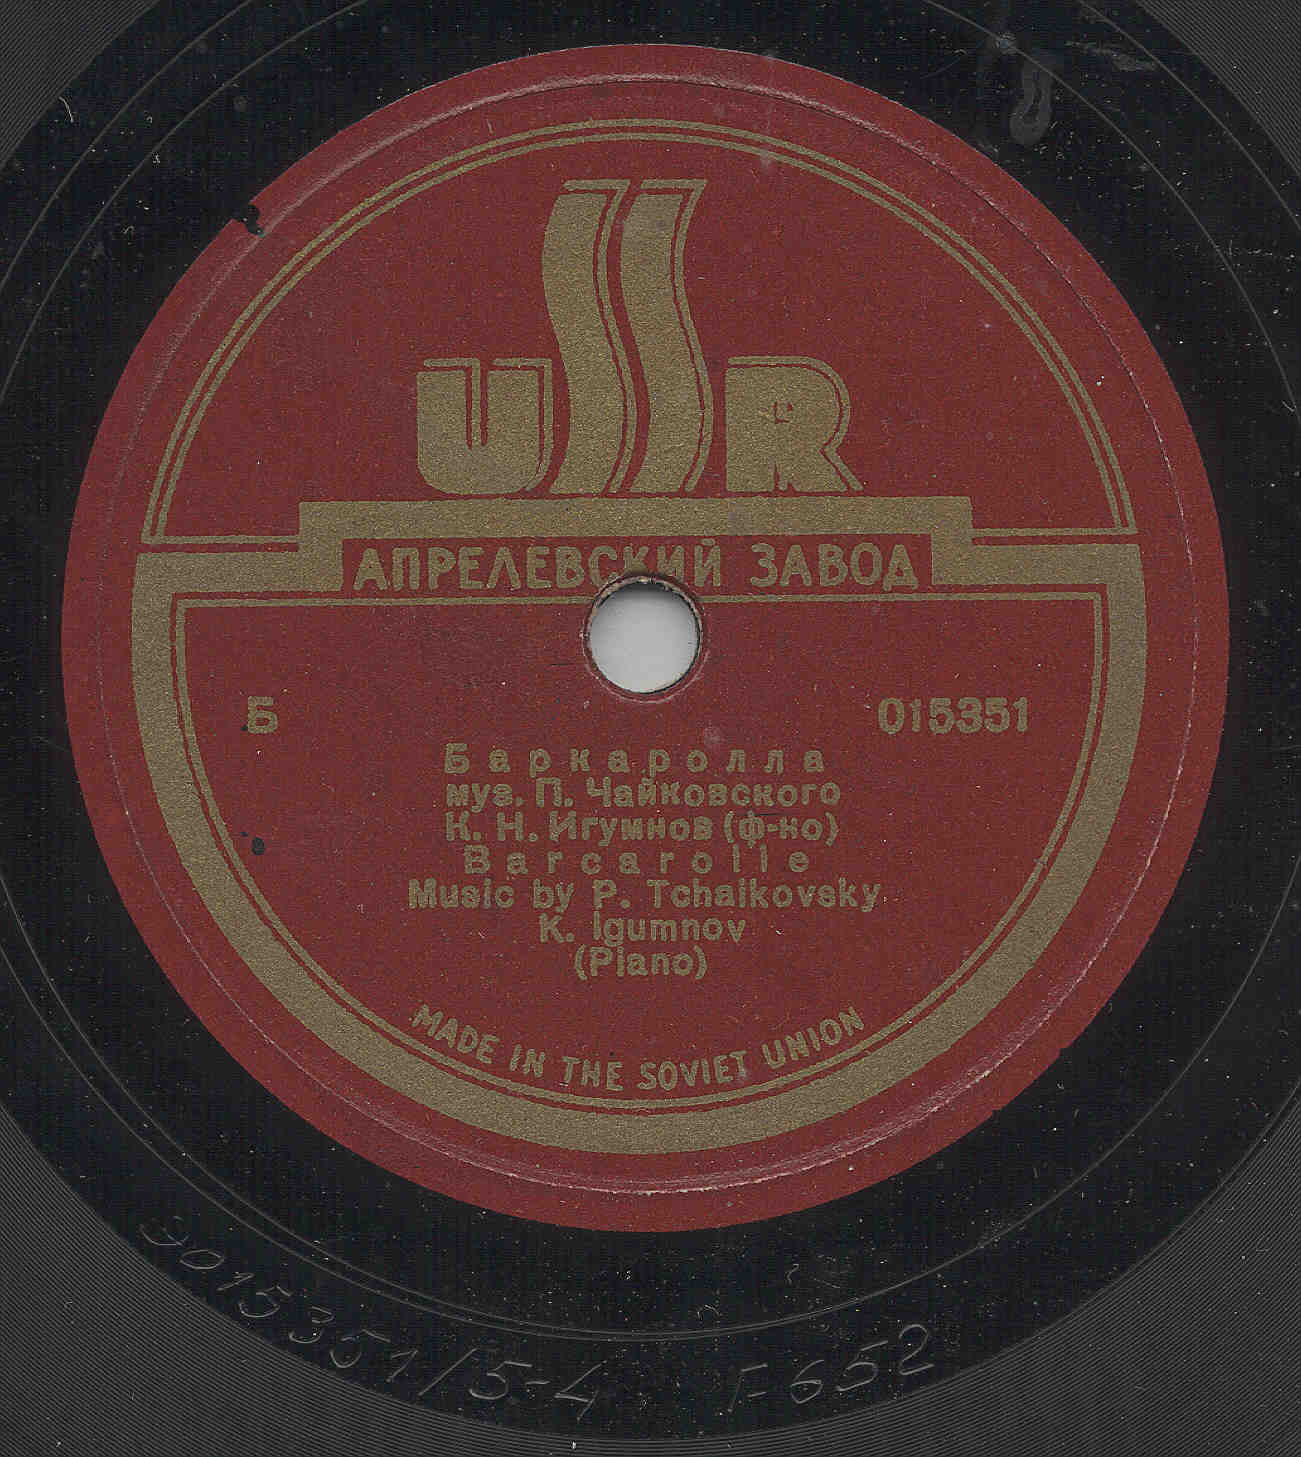 USSR
АПРЕЛЕВСКИЙ ЗАВОД
Б 015351
Баркаролла
муз. П. Чайковского
К. Н. Игумнов (ф-но)
Barcarolle
Music by P. Tchaikovsky
K. Igumnov
(Piano)
MADE IN THE SOVIET UNION
9015351/5-4 Г-652